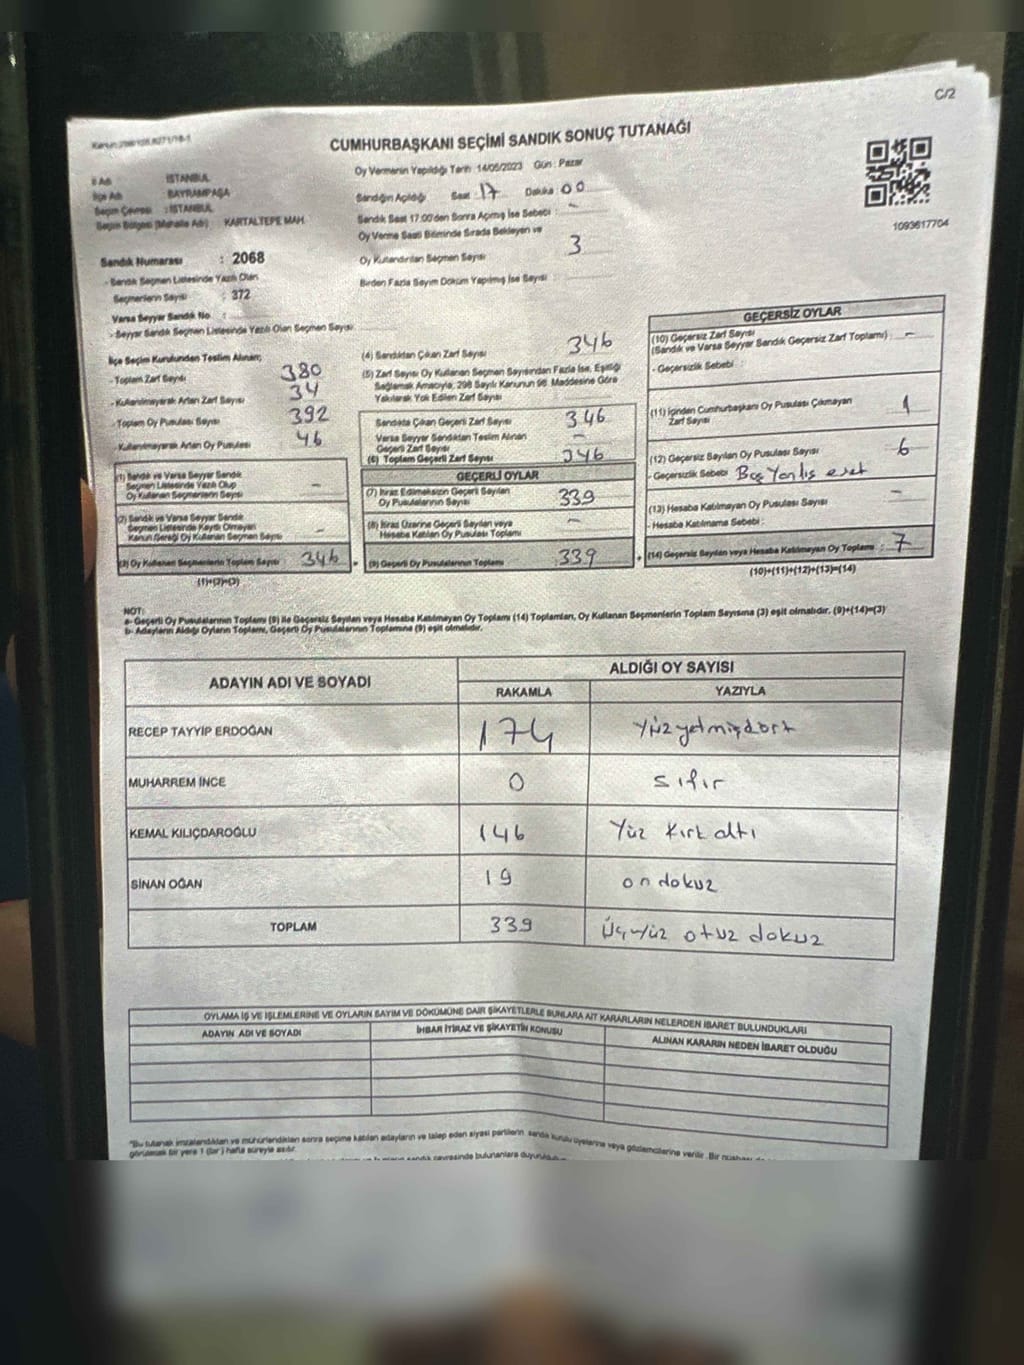 C/2
CUMHURBAŞKANI SEÇİMİ SANDIK SONUÇ TUTANAĞI
İl Adı : İSTANBUL
İlçe Adı : BAYRAMPAŞA
Seçim Çevresi : İSTANBUL
Seçim Bölgesi (Mahalle Adı) : KARTALTEPE MAH.
Sandık Numarası : 2068
- Sandık Seçmen Listesinde Yazılı Olan
Seçmenlerin Sayısı : 372
Varsa Seyyar Sandık No :
- Seyyar Sandık Seçmen Listesinde Yazılı Olan Seçmen Sayısı:
Oy Vermenin Yapıldığı Tarih : 14/05/2023 Gün : Pazar
Sandığın Açıldığı Saat : 17 Dakika : 00
Sandık Saat 17:00'den Sonra Açılmış İse Sebebi : -
Oy Verme Saati Bitiminde Sırada Bekleyen ve
Oy Kullandırılan Seçmen Sayısı 3
Birden Fazla Sayım Döküm Yapılmış İse Sayısı :
1093617704
İlçe Seçim Kurulundan Teslim Alınan;
- Toplam Zarf Sayısı 380
- Kullanılmayarak Artan Zarf Sayısı 34
- Toplam Oy Pusulası Sayısı 392
- Kullanılmayarak Artan Oy Pusulası 46
(1) Sandık ve Varsa Seyyar Sandık
Seçmen Listesinde Yazılı Olup
Oy Kullanan Seçmenlerin Sayısı -
(2) Sandık ve Varsa Seyyar Sandık
Seçmen Listesinde Kaydı Olmayan
Kanun Gereği Oy Kullanan Seçmen Sayısı -
(3) Oy Kullanan Seçmenlerin Toplam Sayısı : 346
(1)+(2)=(3)
(4) Sandıktan Çıkan Zarf Sayısı 346
(5) Zarf Sayısı Oy Kullanan Seçmen Sayısından Fazla İse, Eşitliği
Sağlamak Amacıyla, 298 Sayılı Kanunun 98. Maddesine Göre
Yakılarak Yok Edilen Zarf Sayısı
Sandıkta Çıkan Geçerli Zarf Sayısı 346
Varsa Seyyar Sandıktan Teslim Alınan
Geçerli Zarf Sayısı -
(6) Toplam Geçerli Zarf Sayısı 346
GEÇERLİ OYLAR
(7) İtiraz Edilmeksizin Geçerli Sayılan
Oy Pusulalarının Sayısı 339
(8) İtiraz Üzerine Geçerli Sayılan veya
Hesaba Katılan Oy Pusulası Toplamı -
(9) Geçerli Oy Pusulalarının Toplamı : 339
GEÇERSİZ OYLAR
(10) Geçersiz Zarf Sayısı
(Sandık ve Varsa Seyyar Sandık Geçersiz Zarf Toplamı) : -
- Geçersizlik Sebebi :
(11) İçinden Cumhurbaşkanı Oy Pusulası Çıkmayan
Zarf Sayısı 1
(12) Geçersiz Sayılan Oy Pusulası Sayısı 6
- Geçersizlik Sebebi : Boş Yanlış evet
(13) Hesaba Katılmayan Oy Pusulası Sayısı -
- Hesaba Katılmama Sebebi :
(14) Geçersiz Sayılan veya Hesaba Katılmayan Oy Toplamı : 7
(10)+(11)+(12)+(13)=(14)
NOT:
a- Geçerli Oy Pusulalarının Toplamı (9) ile Geçersiz Sayılan veya Hesaba Katılmayan Oy Toplamı (14) Toplamları, Oy Kullanan Seçmenlerin Toplam Sayısına (3) eşit olmalıdır. (9)+(14)=(3)
b- Adayların Aldığı Oyların Toplamı, Geçerli Oy Pusulalarının Toplamına (9) eşit olmalıdır.
ADAYIN ADI VE SOYADI
ALDIĞI OY SAYISI
RAKAMLA YAZIYLA
RECEP TAYYİP ERDOĞAN 174 Yüzyetmişdört
MUHARREM İNCE 0 sıfır
KEMAL KILIÇDAROĞLU 146 Yüz Kırk altı
SİNAN OĞAN 19 on dokuz
TOPLAM 339 Üçyüz otuz dokuz
OYLAMA İŞ VE İŞLEMLERİNE VE OYLARIN SAYIM VE DÖKÜMÜNE DAİR ŞİKAYETLERLE BUNLARA AİT KARARLARIN NELERDEN İBARET BULUNDUKLARI
ADAYIN ADI VE SOYADI İHBAR İTİRAZ VE ŞİKAYETİN KONUSU ALINAN KARARIN NEDEN İBARET OLDUĞU
"Bu tutanak imzalandıktan ve mühürlendikten sonra seçime katılan adayların ve talep eden siyasi partilerin sandık kurulu üyelerine veya gözlemcilerine verilir. Bir
görülecek bir yere 1 (bir) hafta süreyle asılır.